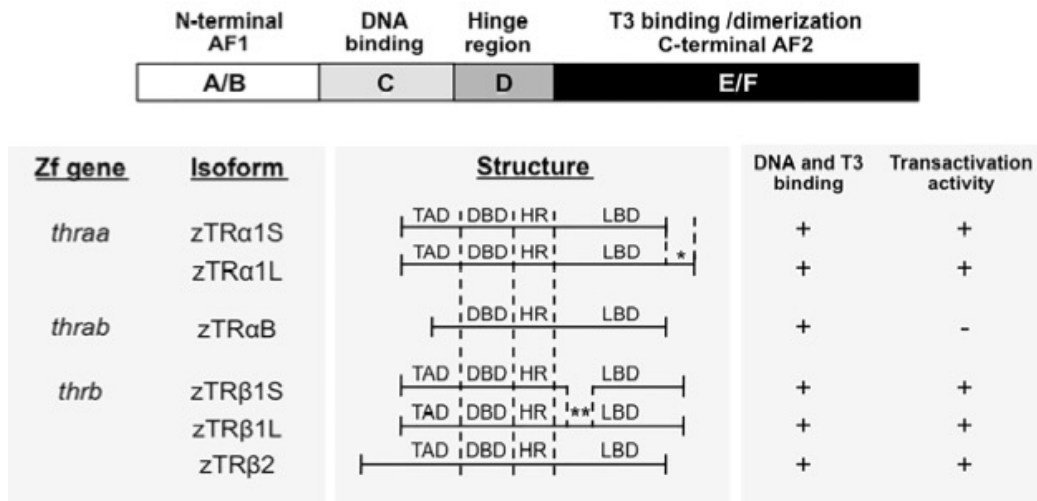 N-terminal AF1
DNA binding
Hinge region
T3 binding /dimerization C-terminal AF2
A/B C D E/F
Zf gene Isoform Structure DNA and T3 binding Transactivation activity
thraa zTRα1S TAD DBD HR LBD + +
zTRα1L TAD DBD HR LBD * + +
thrab zTRαB DBD HR LBD + -
thrb zTRβ1S TAD DBD HR LBD + +
**
zTRβ1L TAD DBD HR LBD + +
zTRβ2 TAD DBD HR LBD + +